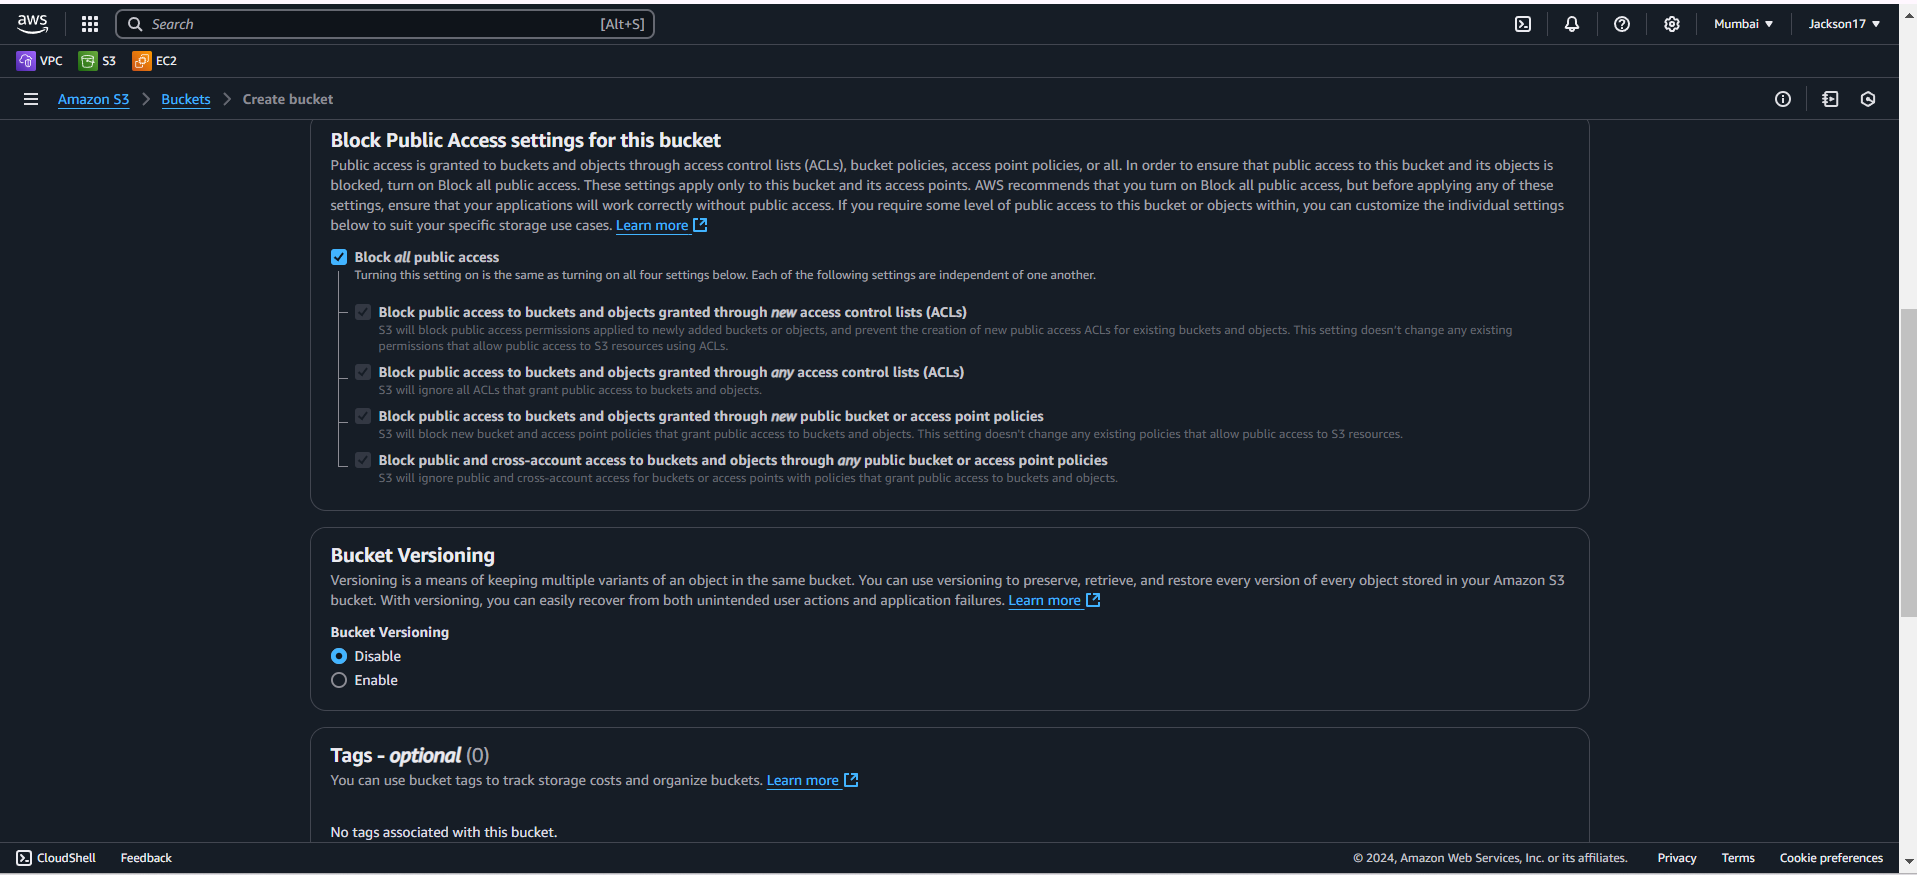 aws
Search [Alt+S] Mumbai Jackson17
VPC S3 EC2
Amazon S3 Buckets Create bucket
Block Public Access settings for this bucket
Public access is granted to buckets and objects through access control lists (ACLs), bucket policies, access point policies, or all. In order to ensure that public access to this bucket and its objects is
blocked, turn on Block all public access. These settings apply only to this bucket and its access points. AWS recommends that you turn on Block all public access, but before applying any of these
settings, ensure that your applications will work correctly without public access. If you require some level of public access to this bucket or objects within, you can customize the individual settings
below to suit your specific storage use cases. Learn more
Block all public access
Turning this setting on is the same as turning on all four settings below. Each of the following settings are independent of one another.
Block public access to buckets and objects granted through new access control lists (ACLs)
S3 will block public access permissions applied to newly added buckets or objects, and prevent the creation of new public access ACLs for existing buckets and objects. This setting doesn't change any existing
permissions that allow public access to S3 resources using ACLs.
Block public access to buckets and objects granted through any access control lists (ACLs)
S3 will ignore all ACLs that grant public access to buckets and objects.
Block public access to buckets and objects granted through new public bucket or access point policies
S3 will block new bucket and access point policies that grant public access to buckets and objects. This setting doesn't change any existing policies that allow public access to S3 resources.
Block public and cross-account access to buckets and objects through any public bucket or access point policies
S3 will ignore public and cross-account access for buckets or access points with policies that grant public access to buckets and objects.
Bucket Versioning
Versioning is a means of keeping multiple variants of an object in the same bucket. You can use versioning to preserve, retrieve, and restore every version of every object stored in your Amazon S3
bucket. With versioning, you can easily recover from both unintended user actions and application failures. Learn more
Bucket Versioning
Disable
Enable
Tags - optional (0)
You can use bucket tags to track storage costs and organize buckets. Learn more
No tags associated with this bucket.
CloudShell Feedback © 2024, Amazon Web Services, Inc. or its affiliates. Privacy Terms Cookie preferences